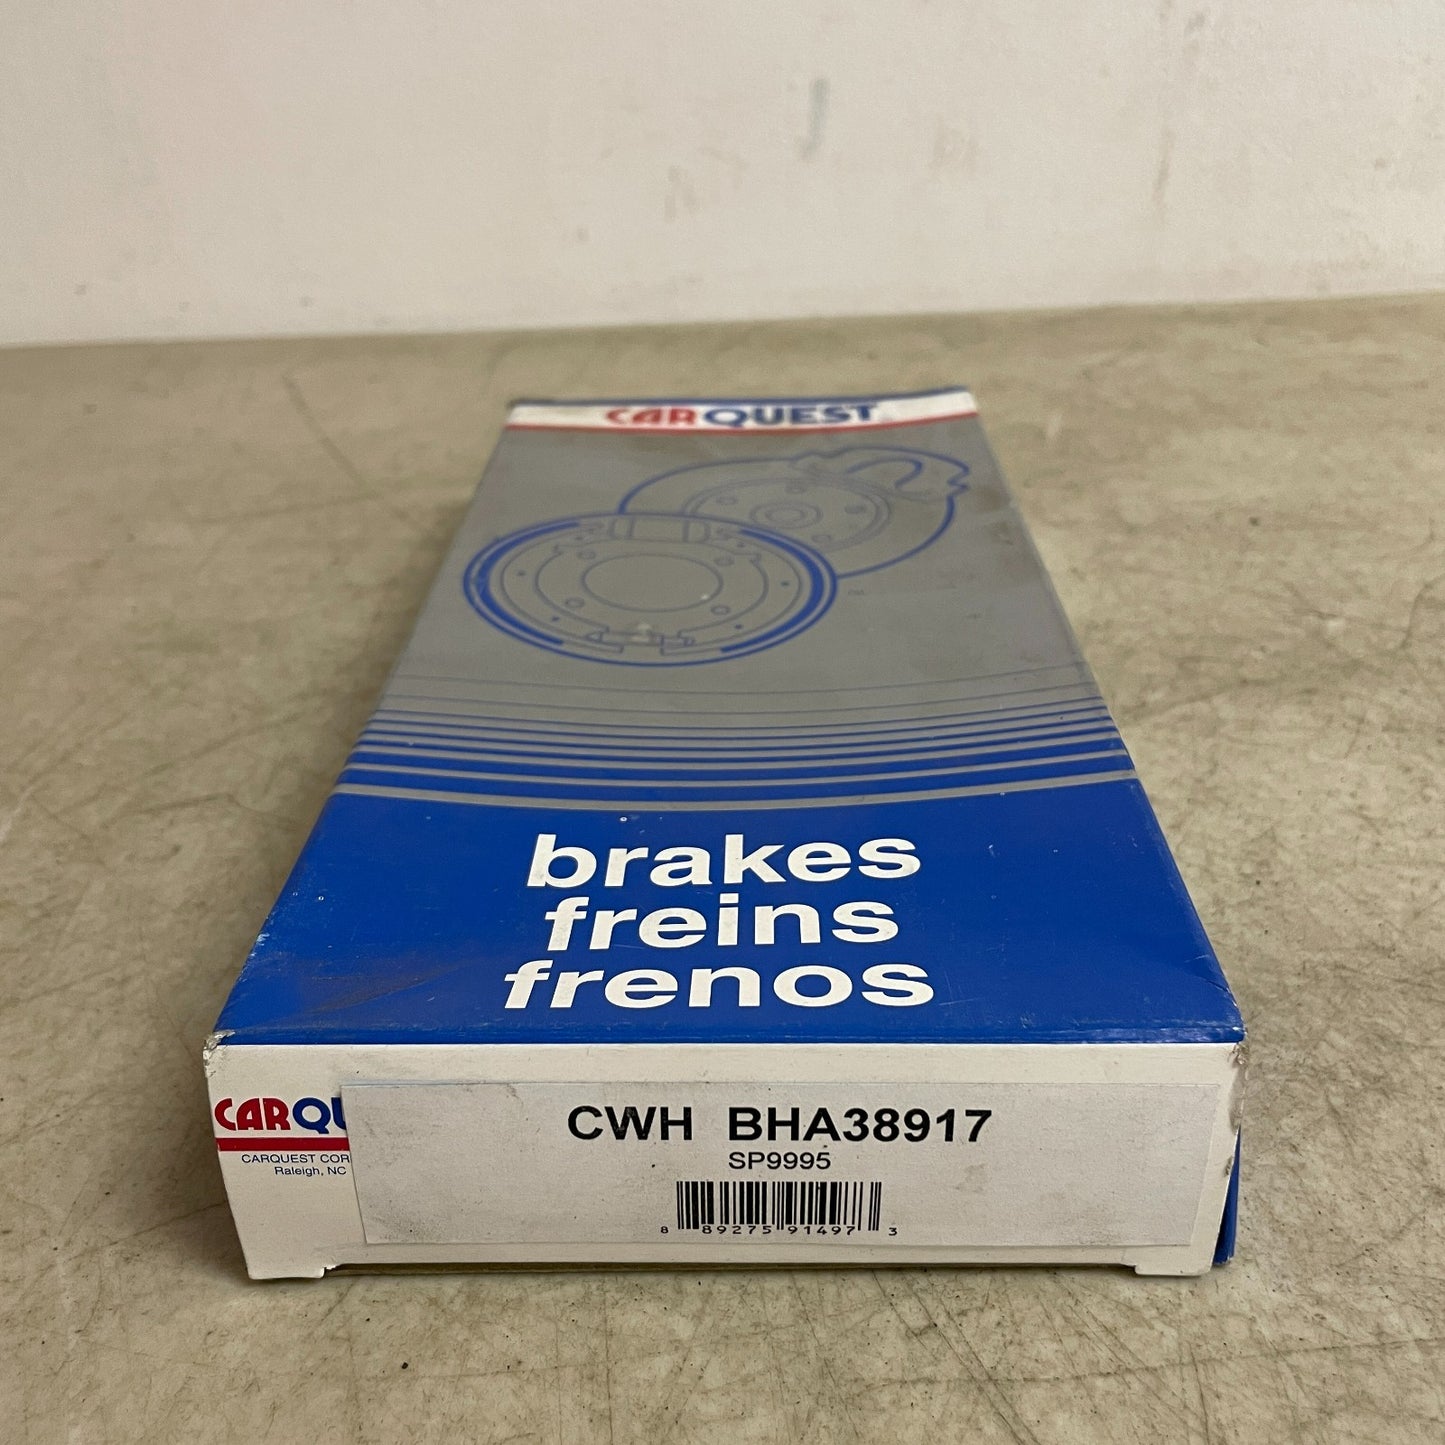 CARQUEST
brakes
freins
frenos
CARQU
CARQUEST COR
Raleigh, NC
CWH BHA38917
SP9995
8 89275 91497 3